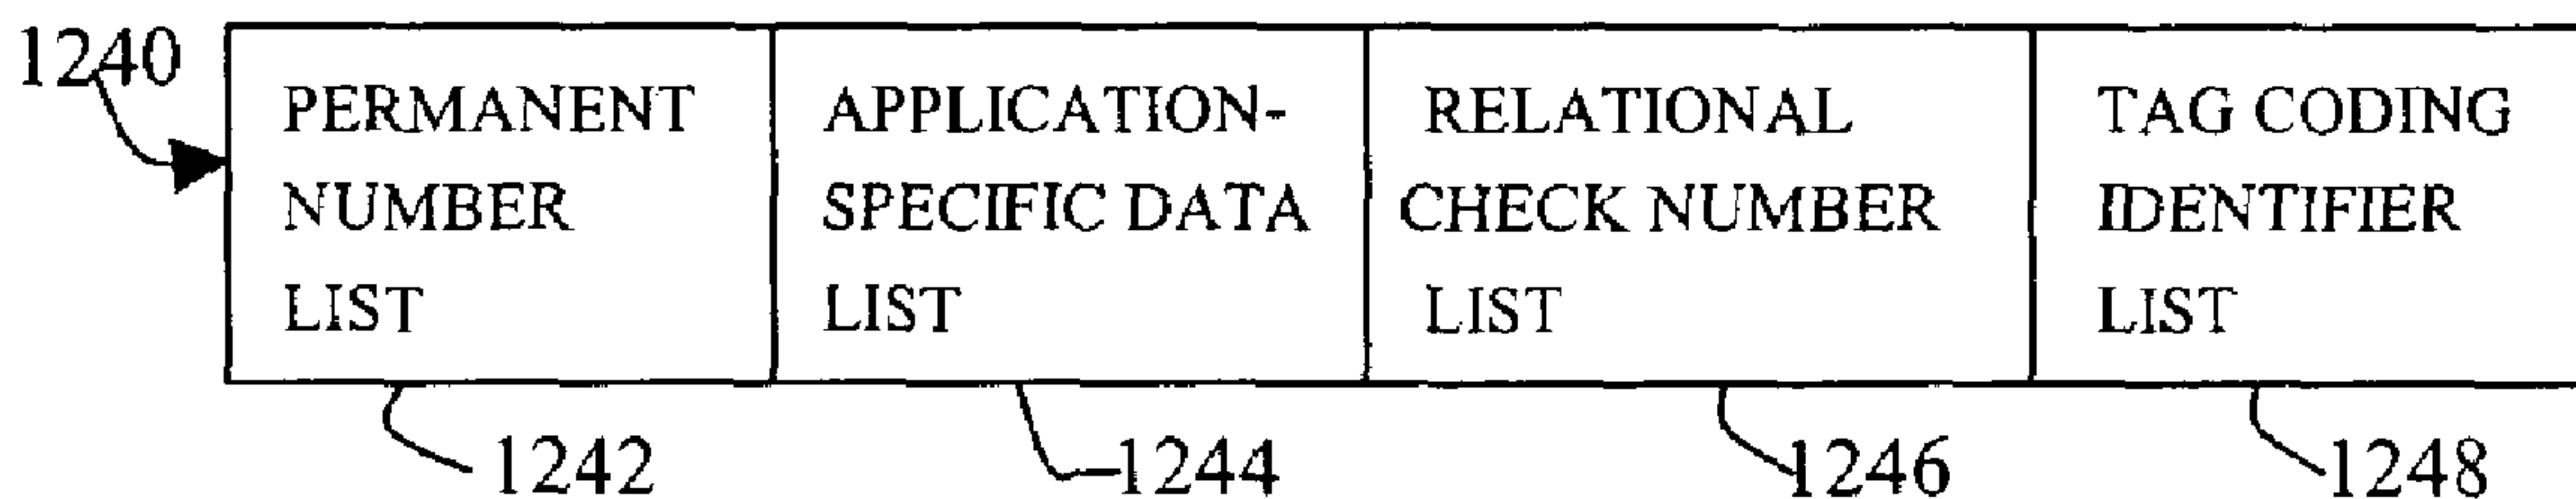 1240
PERMANENT
NUMBER
LIST
APPLICATION-
SPECIFIC DATA
LIST
RELATIONAL
CHECK NUMBER
LIST
TAG CODING
IDENTIFIER
LIST
1242
1244
1246
1248